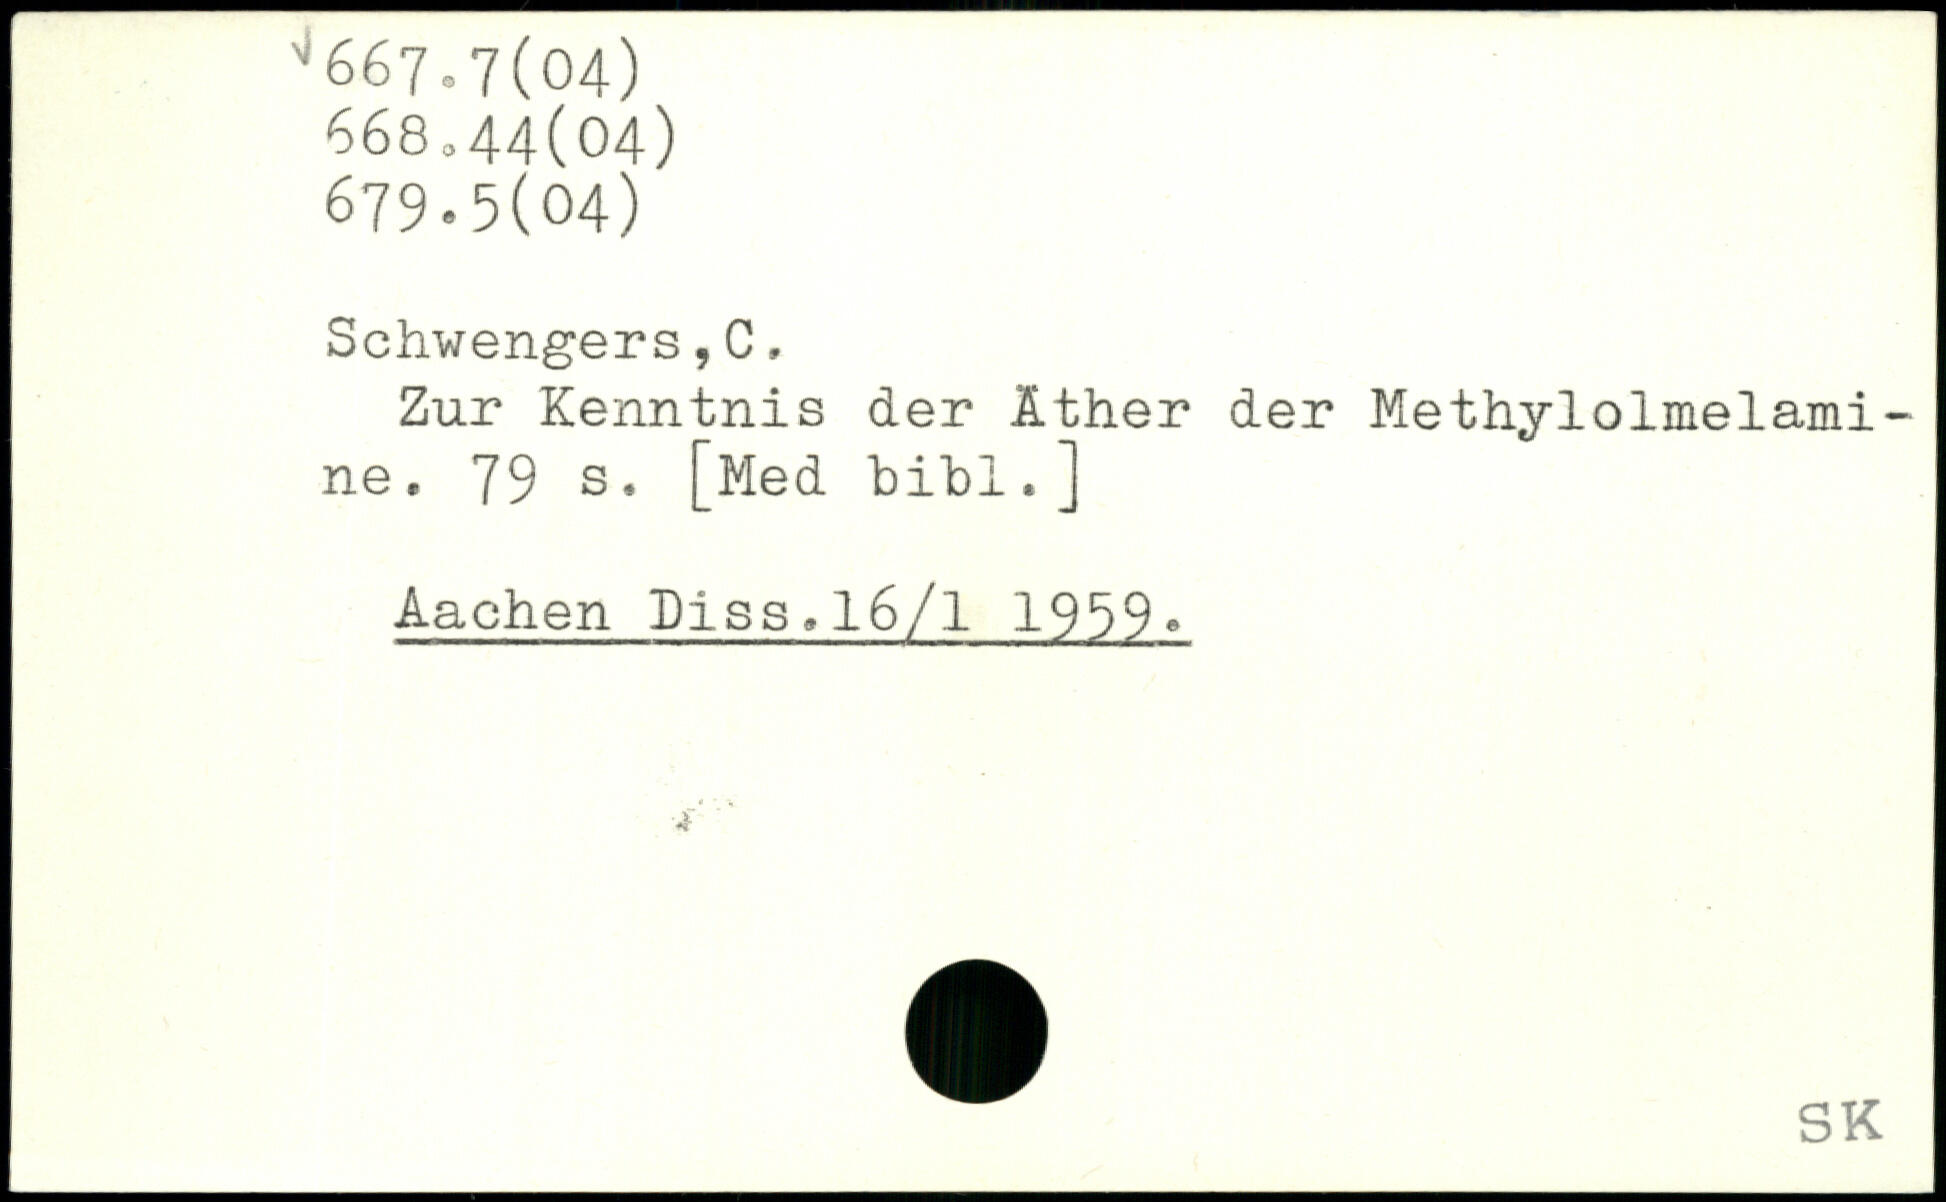 √667.7(04)
668.44(04)
679.5(04)
Schwengers,C.
Zur Kenntnis der Äther der Methylolmelami-
ne. 79 s. [Med bibl.]
Aachen Diss.16/1 1959.
SK